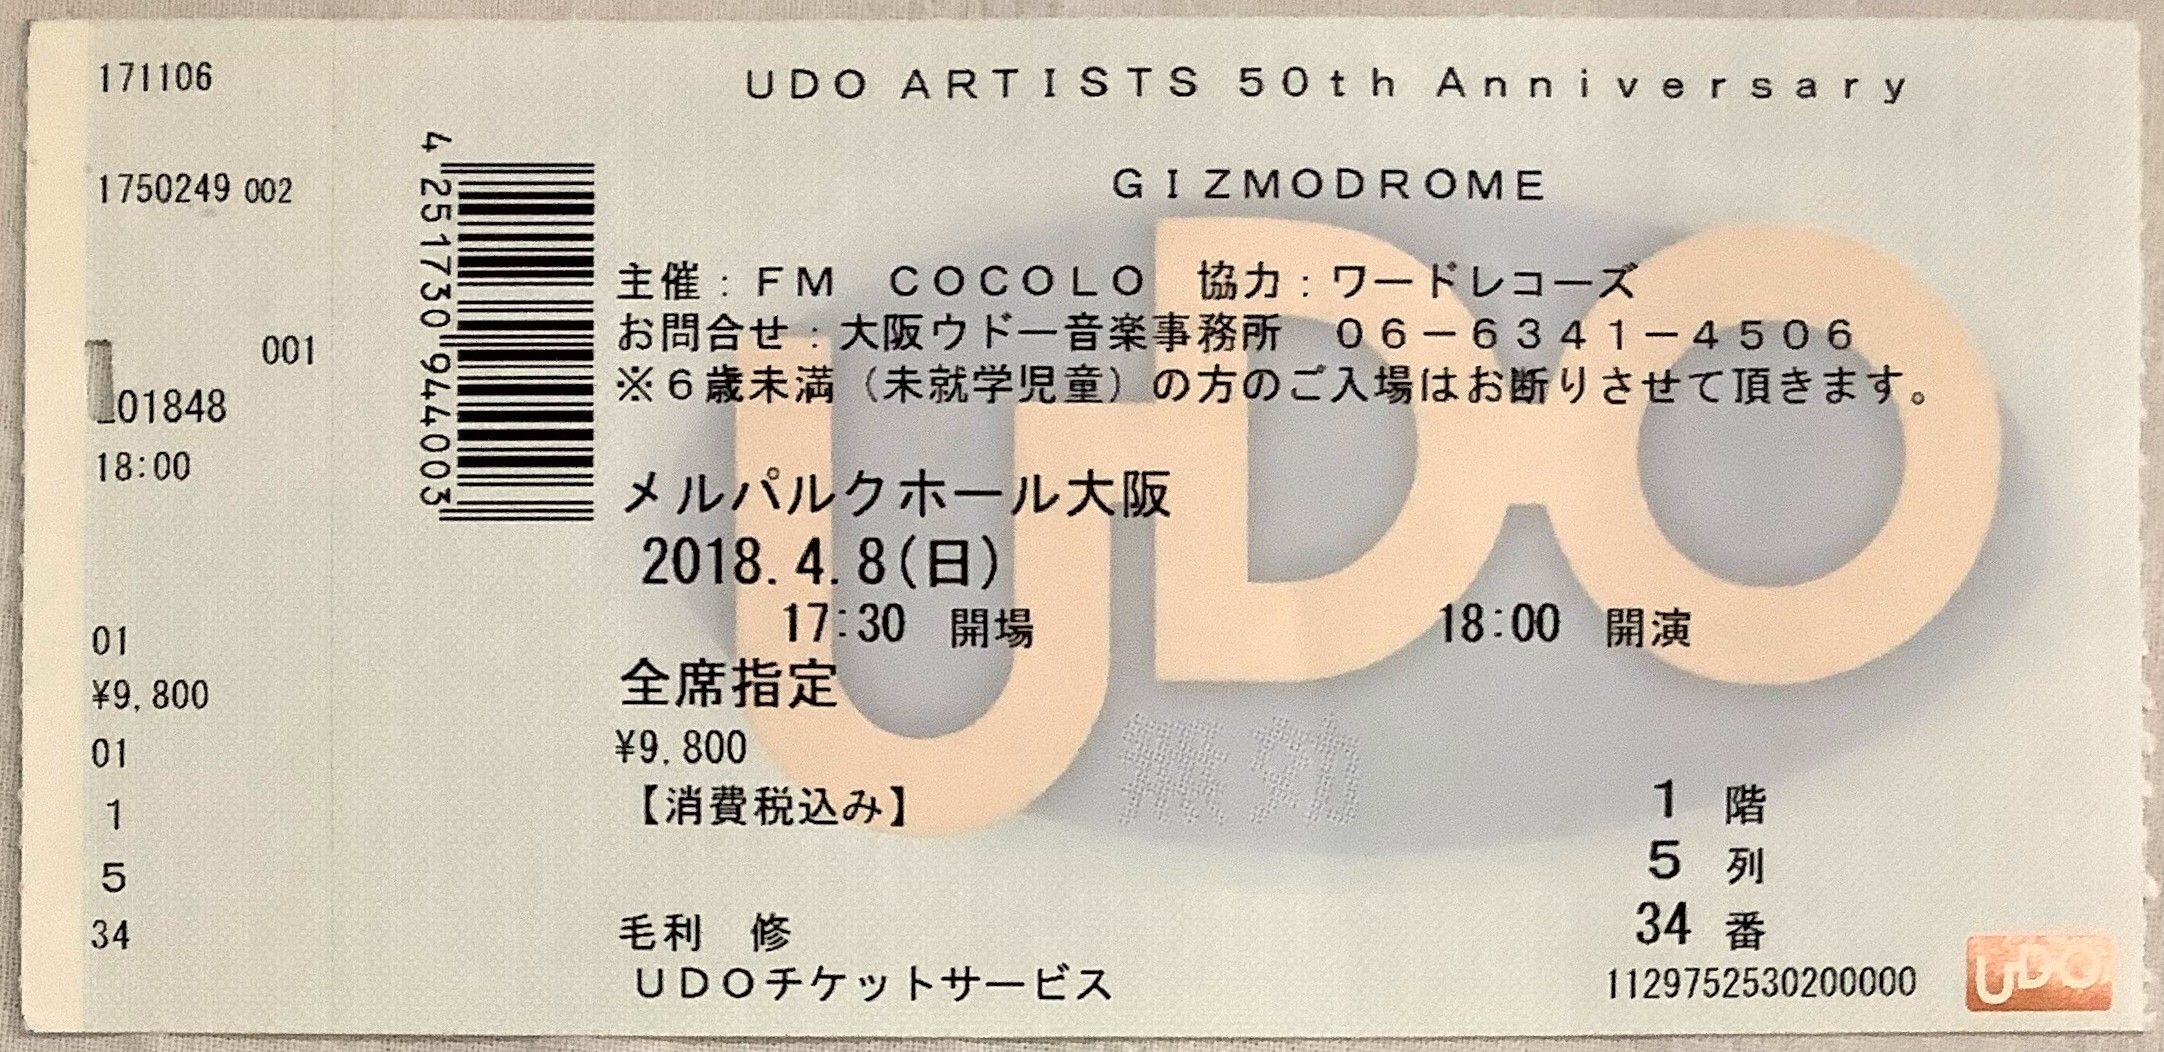 171106
1750249 002
001
01848
18:00
01
¥9,800
01
1
5
34
4 251730 944003
UDO ARTISTS 50th Anniversary
GIZMODROME
主催:FM COCOLO 協力:ワードレコーズ
お問合せ:大阪ウドー音楽事務所 06-6341-4506
※6歳未満(未就学児童)の方のご入場はお断りさせて頂きます。
メルパルクホール大阪
2018.4.8(日)
17:30 開場 18:00 開演
全席指定
¥9,800
【消費税込み】
無効
1 階
5 列
34 番
毛利 修
UDOチケットサービス
1129752530200000
UDO
UDO